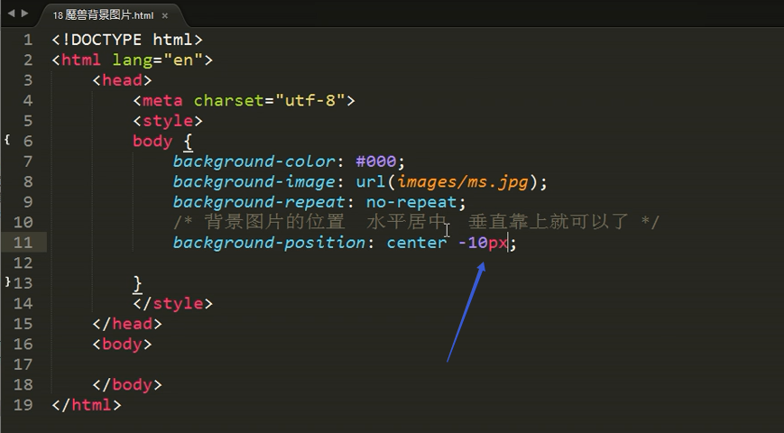 18 魔兽背景图片.html ×
1 <!DOCTYPE html>
2 <html lang="en">
3 <head>
4 <meta charset="utf-8">
5 <style>
6 body {
7 background-color: #000;
8 background-image: url(images/ms.jpg);
9 background-repeat: no-repeat;
10 /* 背景图片的位置 水平居中 垂直靠上就可以了 */
11 background-position: center -10px;
12
13 }
14 </style>
15 </head>
16 <body>
17
18 </body>
19 </html>